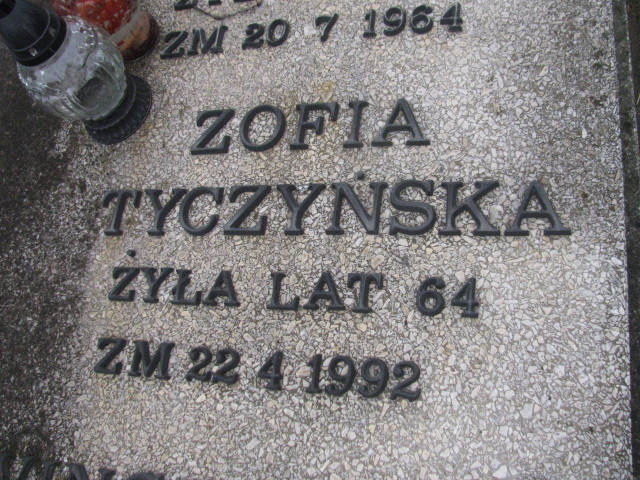 ZM 20 7 1964
ZOFIA
TYCZYŃSKA
ŻYŁA LAT 64
ZM 22 4 1992